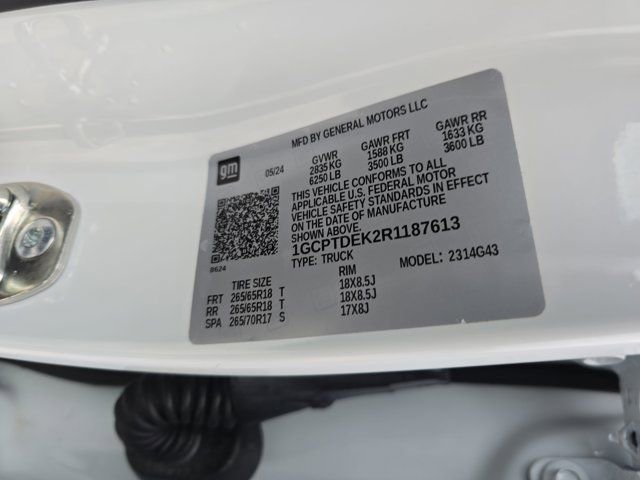 MFD BY GENERAL MOTORS LLC
gm 05/24 GVWR GAWR FRT GAWR RR
2835 KG 1588 KG 1633 KG
6250 LB 3500 LB 3600 LB
THIS VEHICLE CONFORMS TO ALL
APPLICABLE U.S. FEDERAL MOTOR
VEHICLE SAFETY STANDARDS IN EFFECT
ON THE DATE OF MANUFACTURE
SHOWN ABOVE.
1GCPTDEK2R1187613
B624 TYPE: TRUCK MODEL: 2314G43
TIRE SIZE RIM
FRT 265/65R18 T 18X8.5J
RR 265/65R18 T 18X8.5J
SPA 265/70R17 S 17X8J